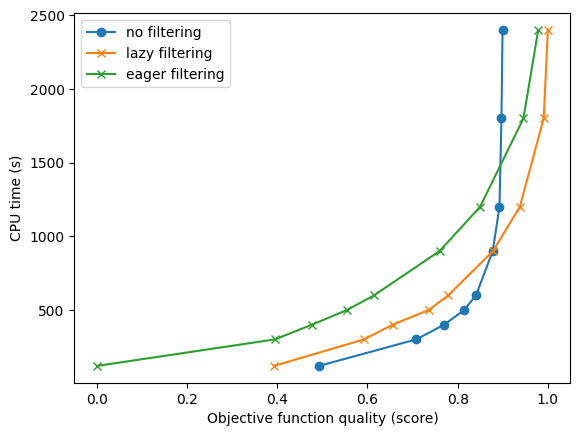 no filtering
lazy filtering
eager filtering
CPU time (s)
2500
2000
1500
1000
500
0.0 0.2 0.4 0.6 0.8 1.0
Objective function quality (score)